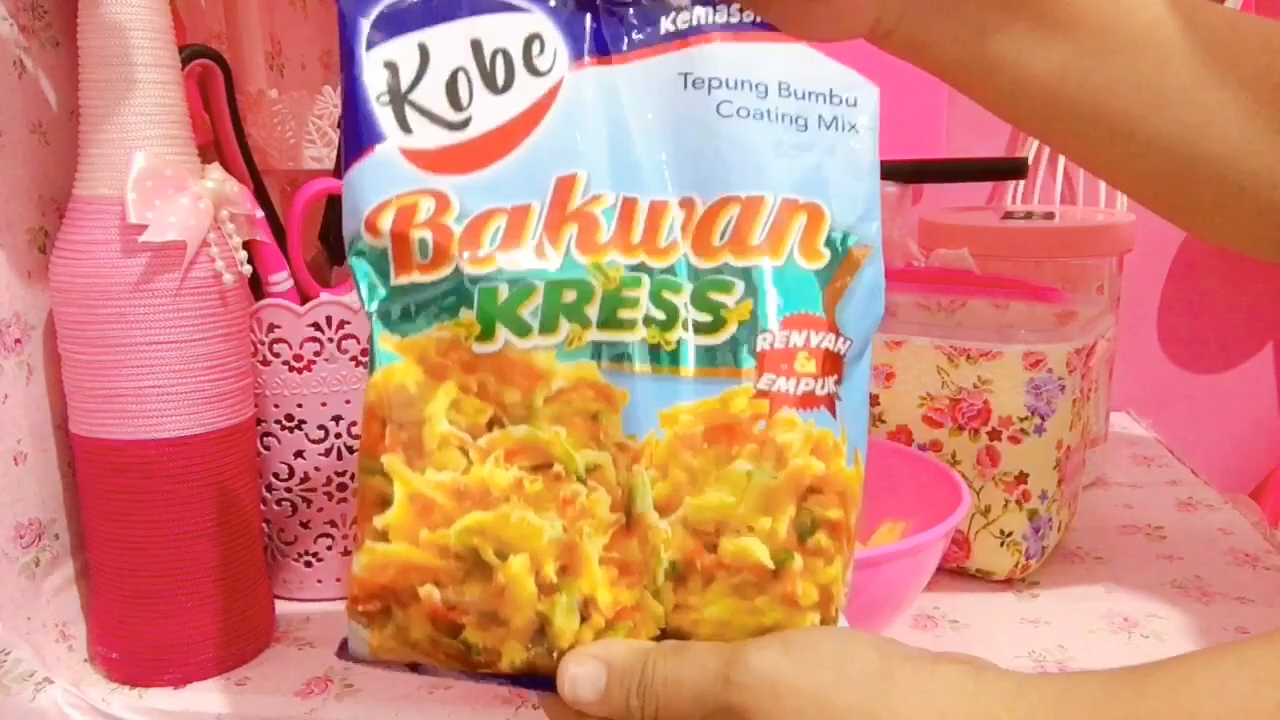 Kobe
Tepung Bumbu
Coating Mix
Bakwan
KRESS
RENYAH
&
EMPUK